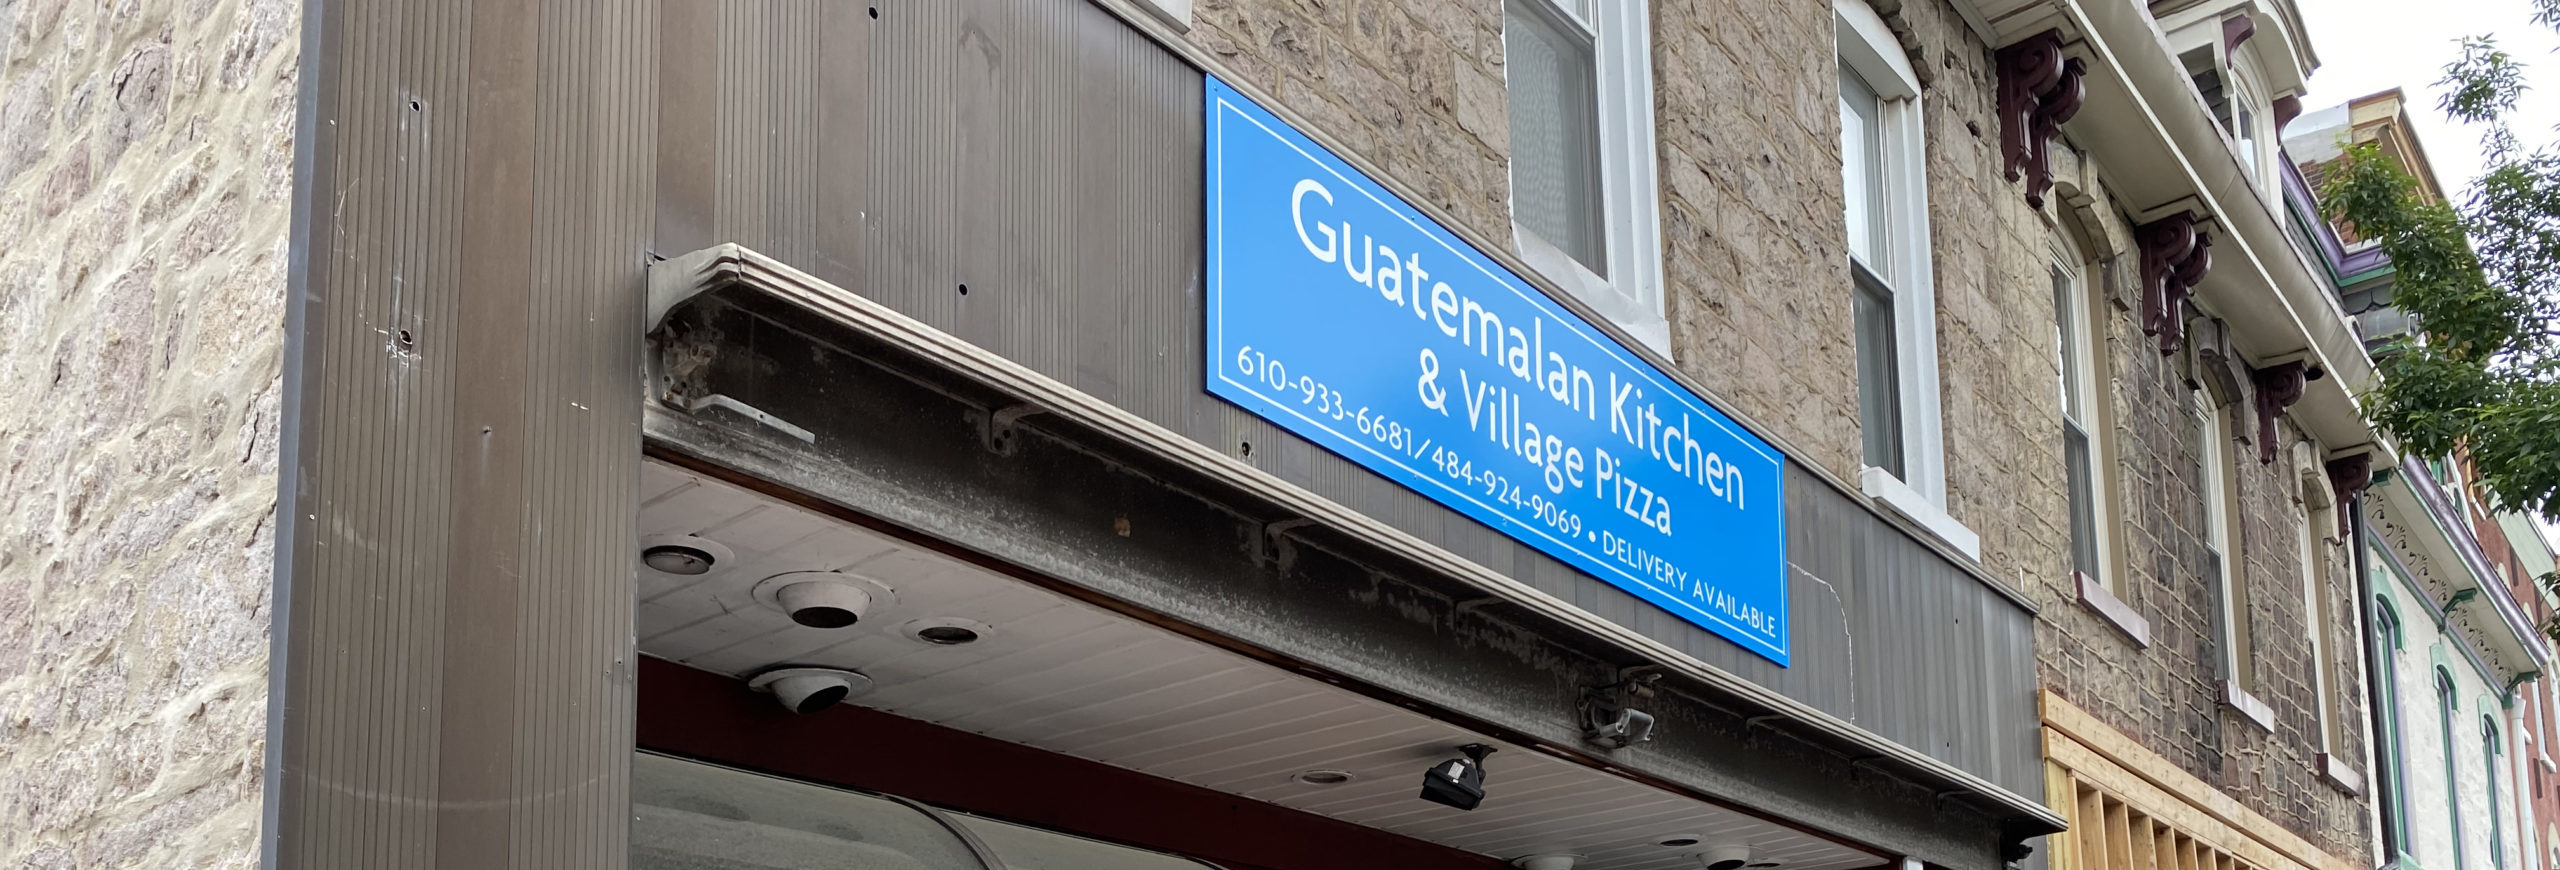 Guatemalan Kitchen
& Village Pizza
610-933-6681/484-924-9069 • DELIVERY AVAILABLE